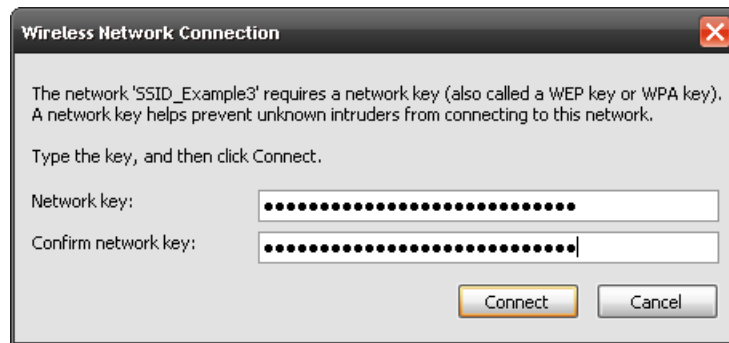 Wireless Network Connection
The network 'SSID_Example3' requires a network key (also called a WEP key or WPA key).
A network key helps prevent unknown intruders from connecting to this network.
Type the key, and then click Connect.
Network key: ••••••••••••••••••••••••••••
Confirm network key: ••••••••••••••••••••••••••••
Connect Cancel